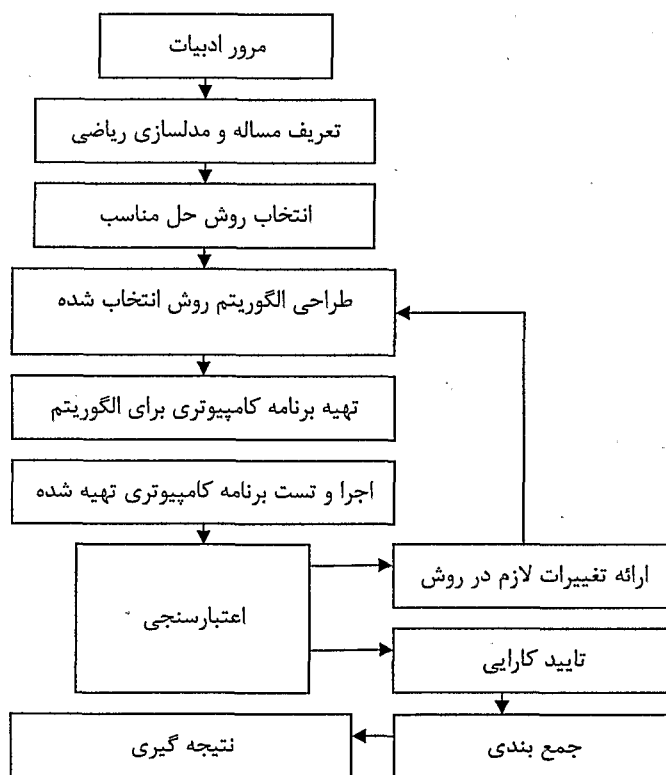 مرور ادبیات
تعریف مساله و مدلسازی ریاضی
انتخاب روش حل مناسب
طراحی الگوریتم روش انتخاب شده
تهیه برنامه کامپیوتری برای الگوریتم
اجرا و تست برنامه کامپیوتری تهیه شده
اعتبارسنجی
ارائه تغییرات لازم در روش
تایید کارایی
جمع بندی
نتیجه گیری